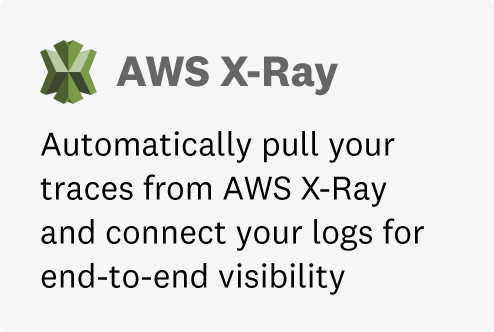 AWS X-Ray
Automatically pull your
traces from AWS X-Ray
and connect your logs for
end-to-end visibility